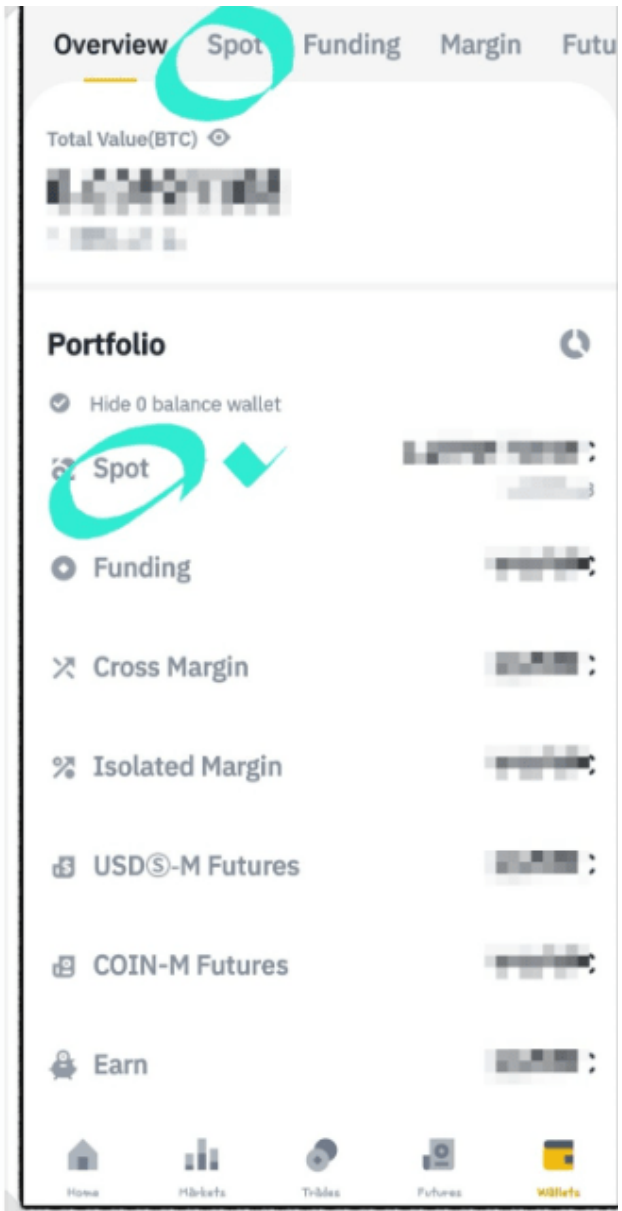 Overview Spot Funding Margin Futu
Total Value(BTC)
Portfolio
Hide 0 balance wallet
Spot
Funding
Cross Margin
Isolated Margin
USDⓈ-M Futures
COIN-M Futures
Earn
Home Markets Trades Futures Wallets